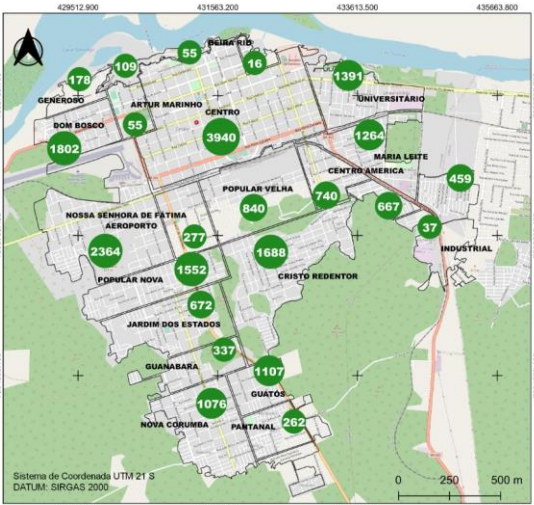 429512.900 431563.200 433613.500 435663.800
BEIRA RIO
55
109
16
178
1391
GENEROSO
ARTUR MARINHO
UNIVERSITÁRIO
CENTRO
DOM BOSCO
55
3940
1264
1802
MARIA LEITE
CENTRO AMERICA
459
POPULAR VELHA
740
840
667
NOSSA SENHORA DE FÁTIMA
AEROPORTO
37
277
2364
1688
INDUSTRIAL
1552
POPULAR NOVA
CRISTO REDENTOR
672
JARDIM DOS ESTADOS
337
GUANABARA
1107
GUATÓS
1076
NOVA CORUMBA
PANTANAL
262
Sistema de Coordenada UTM 21 S
DATUM: SIRGAS 2000
0 250 500 m